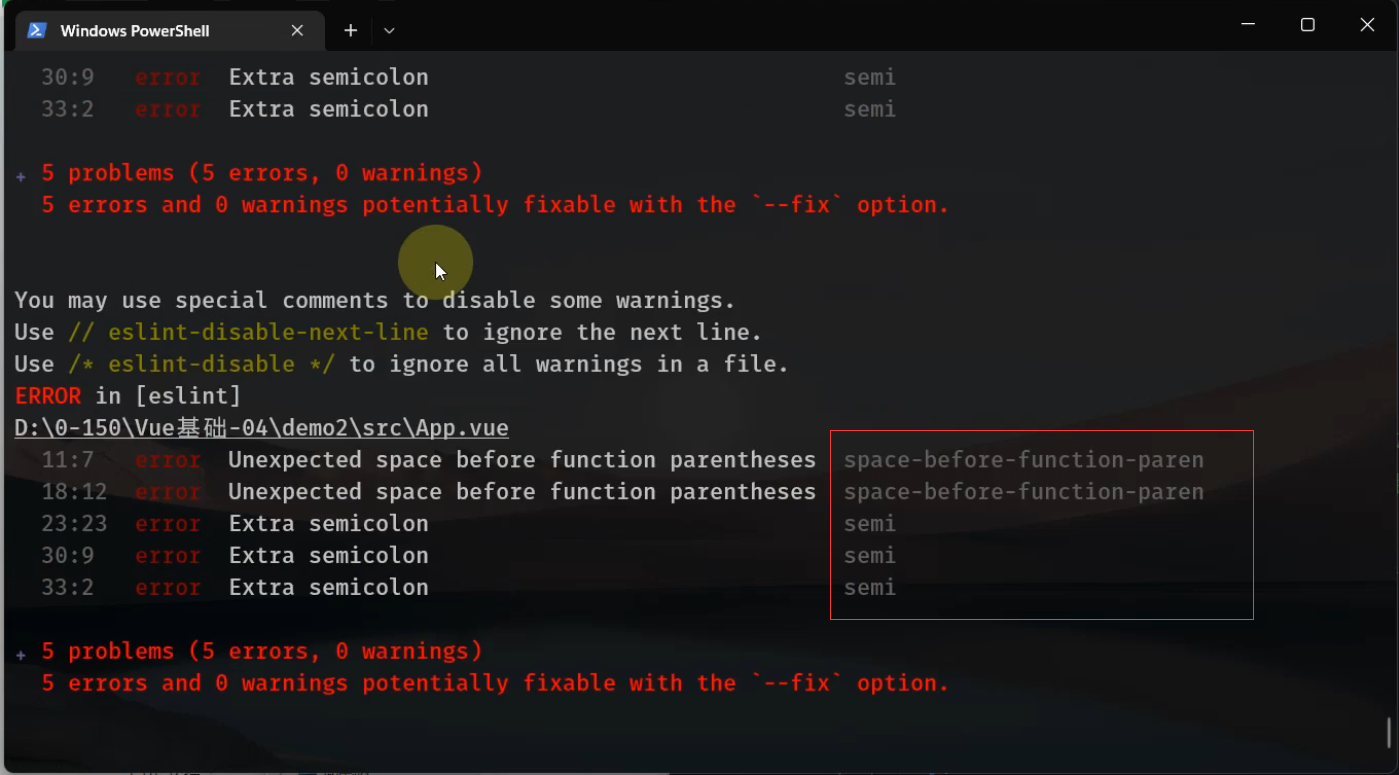 Windows PowerShell
30:9 error Extra semicolon semi
33:2 error Extra semicolon semi
5 problems (5 errors, 0 warnings)
5 errors and 0 warnings potentially fixable with the `--fix` option.
You may use special comments to disable some warnings.
Use // eslint-disable-next-line to ignore the next line.
Use /* eslint-disable */ to ignore all warnings in a file.
ERROR in [eslint]
D:\0-150\Vue基础-04\demo2\src\App.vue
11:7 error Unexpected space before function parentheses space-before-function-paren
18:12 error Unexpected space before function parentheses space-before-function-paren
23:23 error Extra semicolon semi
30:9 error Extra semicolon semi
33:2 error Extra semicolon semi
5 problems (5 errors, 0 warnings)
5 errors and 0 warnings potentially fixable with the `--fix` option.